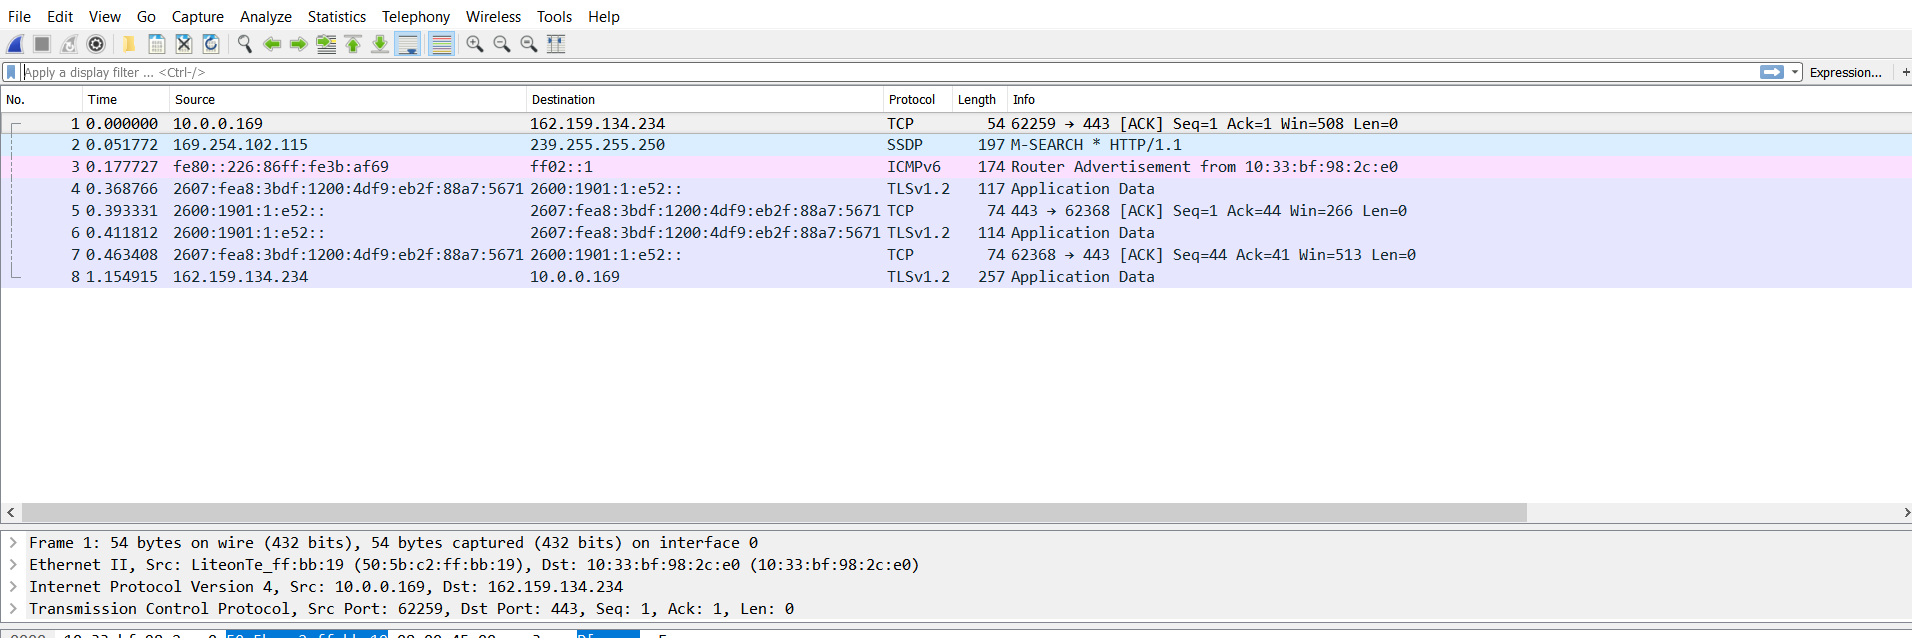 File Edit View Go Capture Analyze Statistics Telephony Wireless Tools Help
Apply a display filter ... <Ctrl-/> Expression... +
No. Time Source Destination Protocol Length Info
1 0.000000 10.0.0.169 162.159.134.234 TCP 54 62259 → 443 [ACK] Seq=1 Ack=1 Win=508 Len=0
2 0.051772 169.254.102.115 239.255.255.250 SSDP 197 M-SEARCH * HTTP/1.1
3 0.177727 fe80::226:86ff:fe3b:af69 ff02::1 ICMPv6 174 Router Advertisement from 10:33:bf:98:2c:e0
4 0.368766 2607:fea8:3bdf:1200:4df9:eb2f:88a7:5671 2600:1901:1:e52:: TLSv1.2 117 Application Data
5 0.393331 2600:1901:1:e52:: 2607:fea8:3bdf:1200:4df9:eb2f:88a7:5671 TCP 74 443 → 62368 [ACK] Seq=1 Ack=44 Win=266 Len=0
6 0.411812 2600:1901:1:e52:: 2607:fea8:3bdf:1200:4df9:eb2f:88a7:5671 TLSv1.2 114 Application Data
7 0.463408 2607:fea8:3bdf:1200:4df9:eb2f:88a7:5671 2600:1901:1:e52:: TCP 74 62368 → 443 [ACK] Seq=44 Ack=41 Win=513 Len=0
8 1.154915 162.159.134.234 10.0.0.169 TLSv1.2 257 Application Data
Frame 1: 54 bytes on wire (432 bits), 54 bytes captured (432 bits) on interface 0
Ethernet II, Src: LiteonTe_ff:bb:19 (50:5b:c2:ff:bb:19), Dst: 10:33:bf:98:2c:e0 (10:33:bf:98:2c:e0)
Internet Protocol Version 4, Src: 10.0.0.169, Dst: 162.159.134.234
Transmission Control Protocol, Src Port: 62259, Dst Port: 443, Seq: 1, Ack: 1, Len: 0